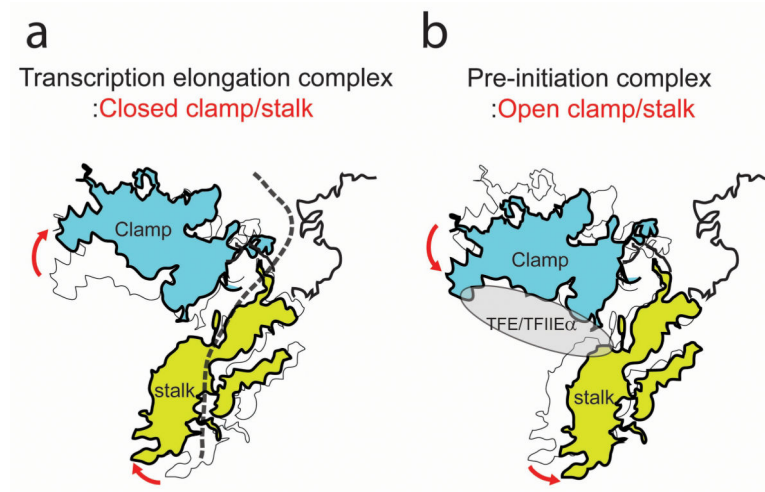 a
Transcription elongation complex
:Closed clamp/stalk
Clamp
stalk
b
Pre-initiation complex
:Open clamp/stalk
Clamp
TFE/TFIIEα
stalk